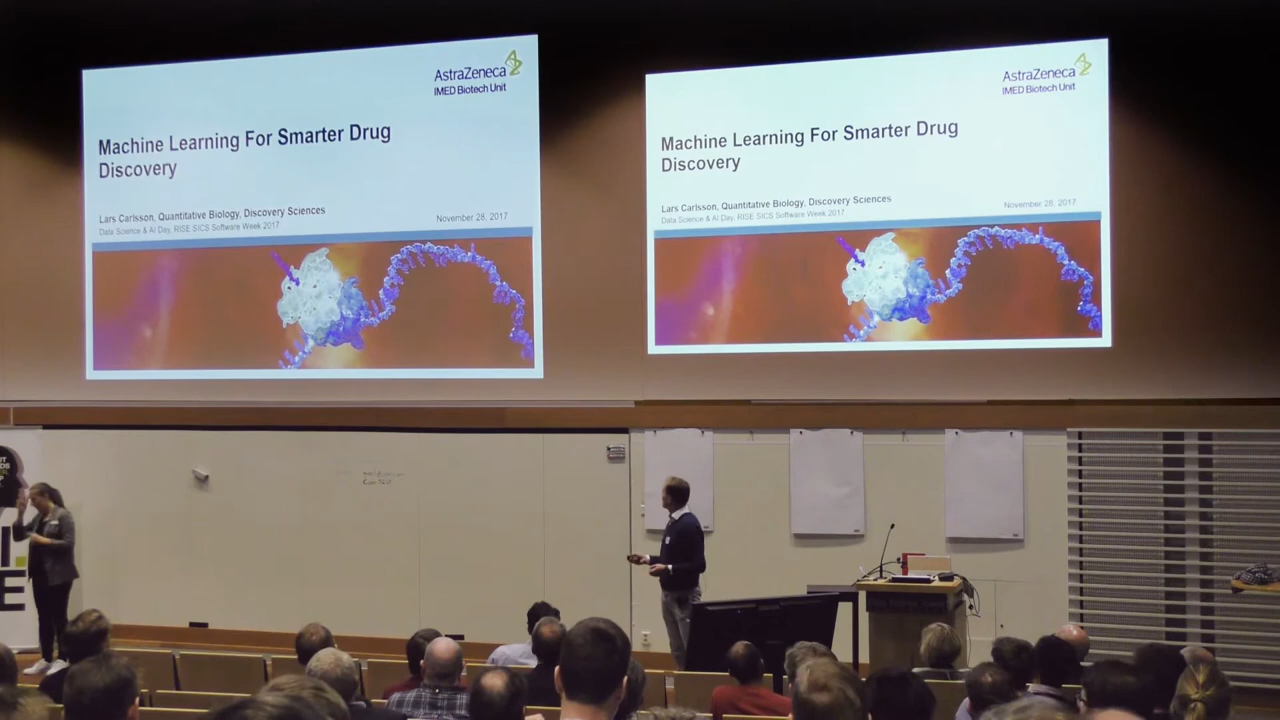 AstraZeneca
IMED Biotech Unit
Machine Learning For Smarter Drug
Discovery
Lars Carlsson, Quantitative Biology, Discovery Sciences
November 28, 2017
Data Science & AI Day, RISE SICS Software Week 2017
AstraZeneca
IMED Biotech Unit
Machine Learning For Smarter Drug
Discovery
Lars Carlsson, Quantitative Biology, Discovery Sciences
November 28, 2017
Data Science & AI Day, RISE SICS Software Week 2017